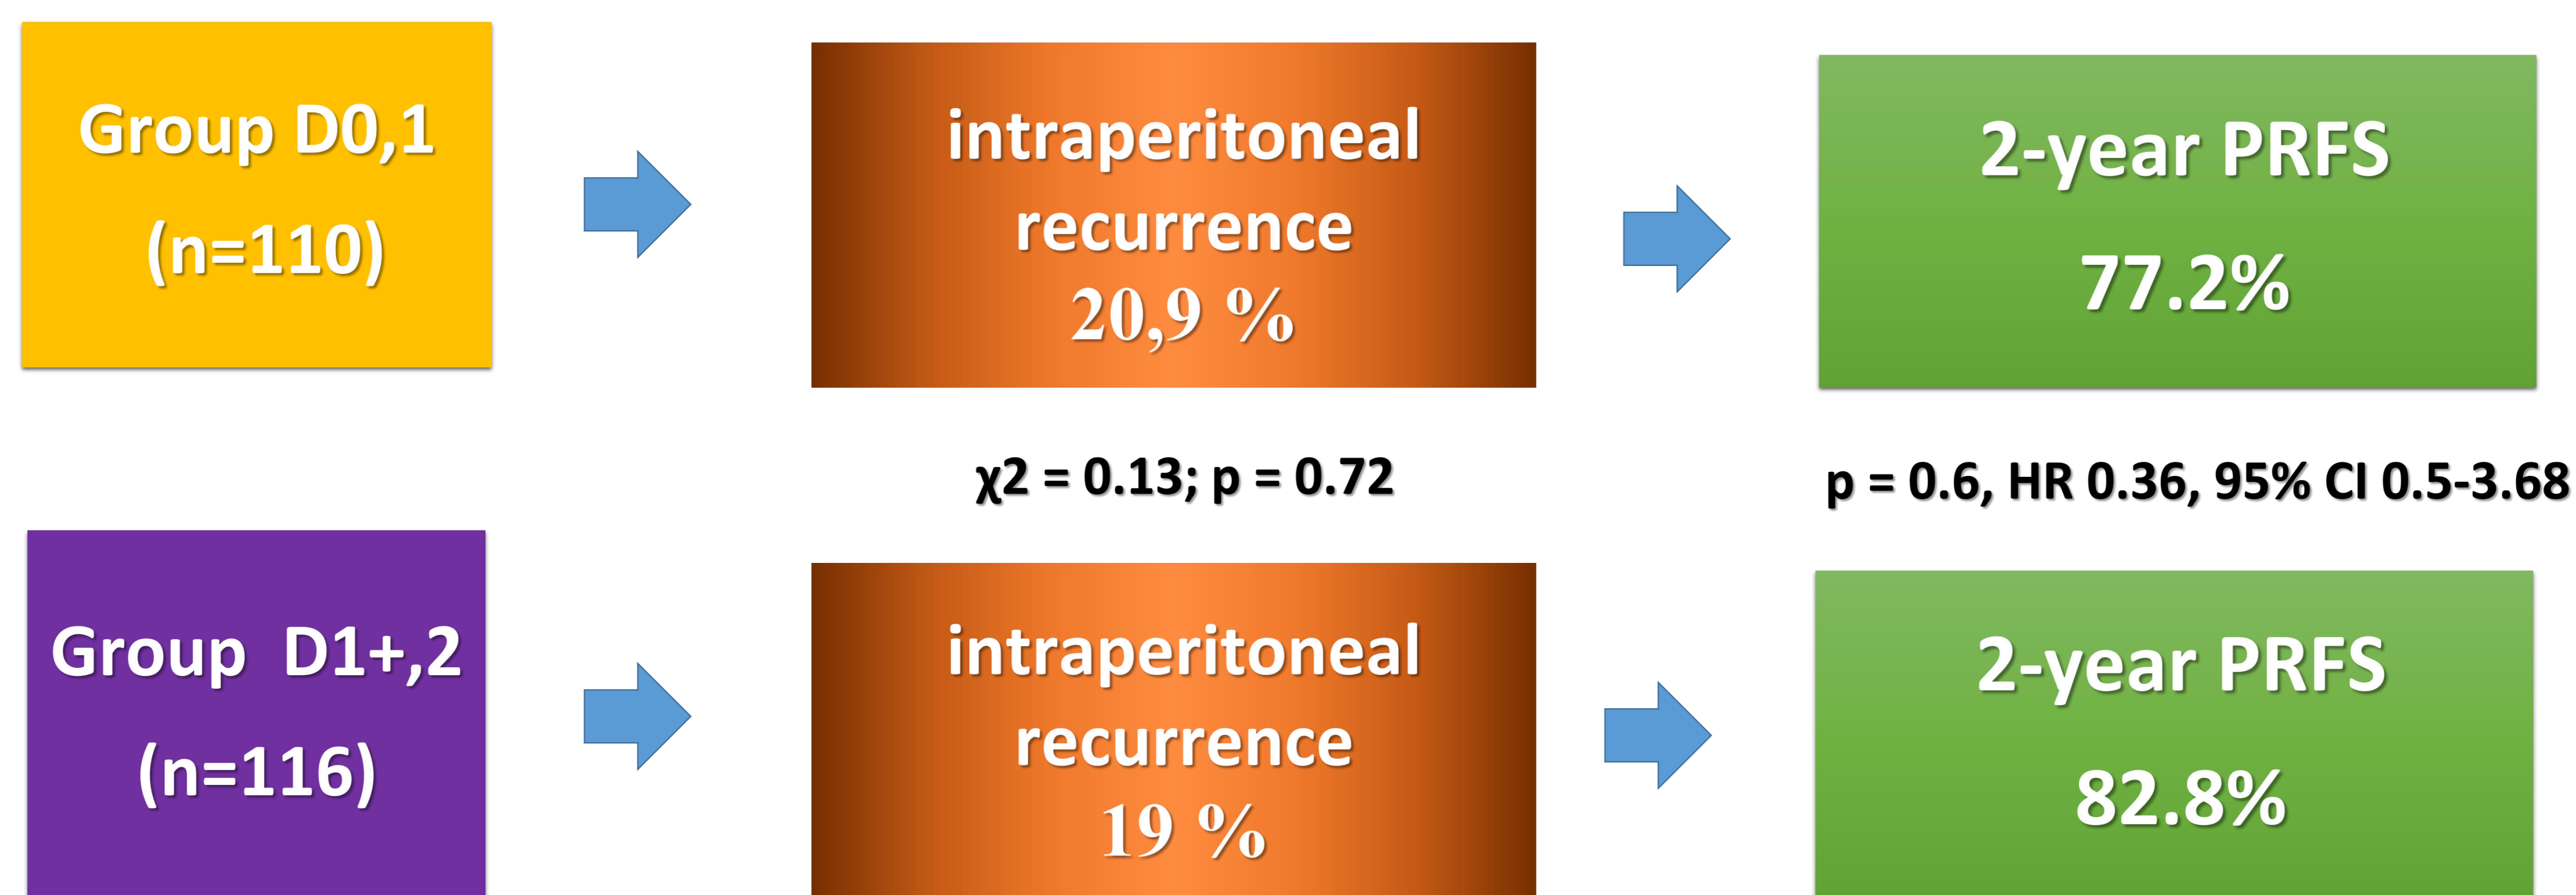 Group D0,1
(n=110)
intraperitoneal
recurrence
20,9 %
2-year PRFS
77.2%
χ2 = 0.13; p = 0.72
p = 0.6, HR 0.36, 95% CI 0.5-3.68
Group D1+,2
(n=116)
intraperitoneal
recurrence
19 %
2-year PRFS
82.8%